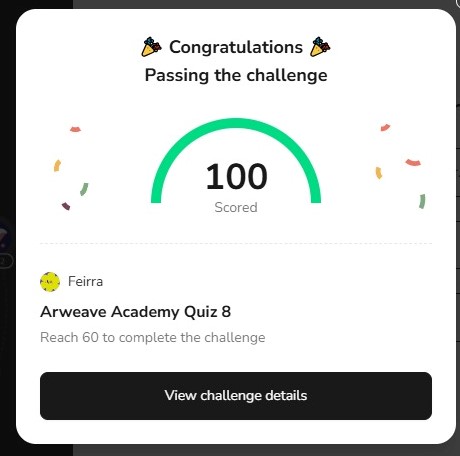 🎉 Congratulations 🎉
Passing the challenge
100
Scored
Feirra
Arweave Academy Quiz 8
Reach 60 to complete the challenge
View challenge details